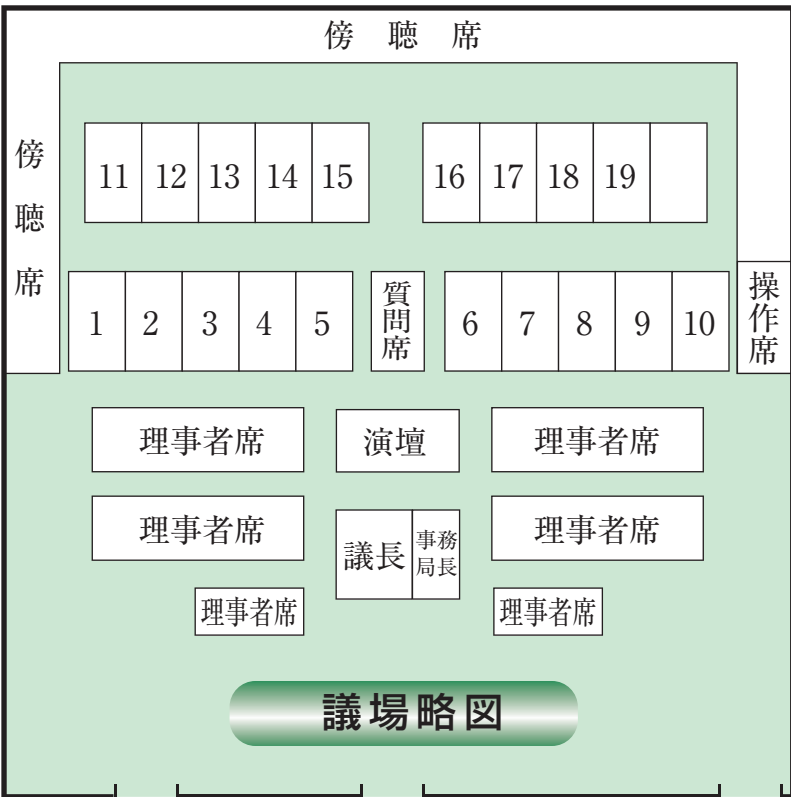 傍聴席
傍聴席
11 12 13 14 15 16 17 18 19
1 2 3 4 5 質問席 6 7 8 9 10 操作席
理事者席 演壇 理事者席
理事者席 議長 事務局長 理事者席
理事者席 理事者席
議場略図